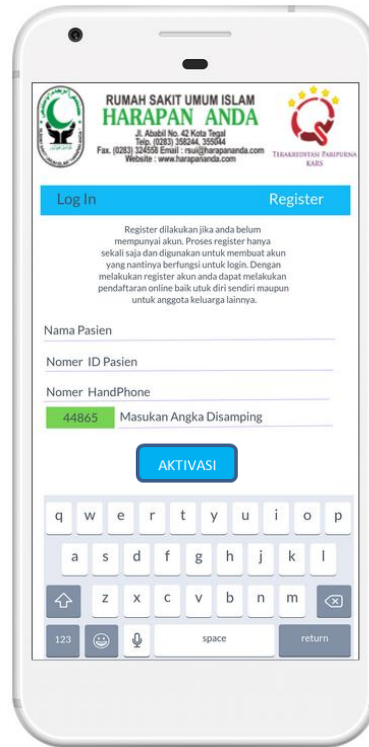 RUMAH SAKIT UMUM ISLAM
HARAPAN ANDA
Jl. Ababil No. 42 Kota Tegal
Telp. (0283) 358244, 355044
Fax. (0283) 324558 Email : rsui@harapananda.com
Website : www.harapananda.com
TERAKREDITASI PARIPURNA
KARS
Log In Register
Register dilakukan jika anda belum
mempunyai akun. Proses register hanya
sekali saja dan digunakan untuk membuat akun
yang nantinya berfungsi untuk login. Dengan
melakukan register akun anda dapat melakukan
pendaftaran online baik utuk diri sendiri maupun
untuk anggota keluarga lainnya.
Nama Pasien
Nomer ID Pasien
Nomer HandPhone
44865 Masukan Angka Disamping
AKTIVASI
q w e r t y u i o p
a s d f g h j k l
z x c v b n m
123 space return